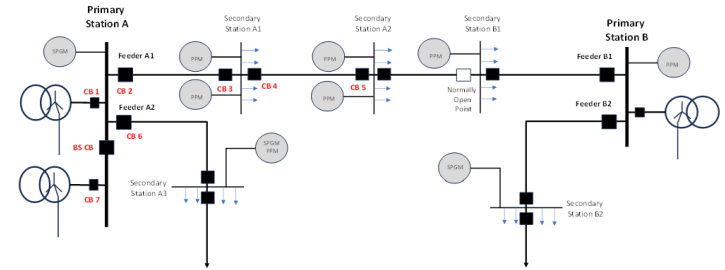 Primary
Station A
Secondary
Station A1
Secondary
Station A2
Secondary
Station B1
Primary
Station B
SPGM
Feeder A1
PPM
PPM
PPM
Feeder B1
PPM
CB 1
CB 2
CB 3
CB 4
CB 5
PPM
PPM
Normally
Open
Point
Feeder A2
Feeder B2
CB 6
BS CB
SPGM
PPM
SPGM
CB 7
Secondary
Station A3
Secondary
Station B2